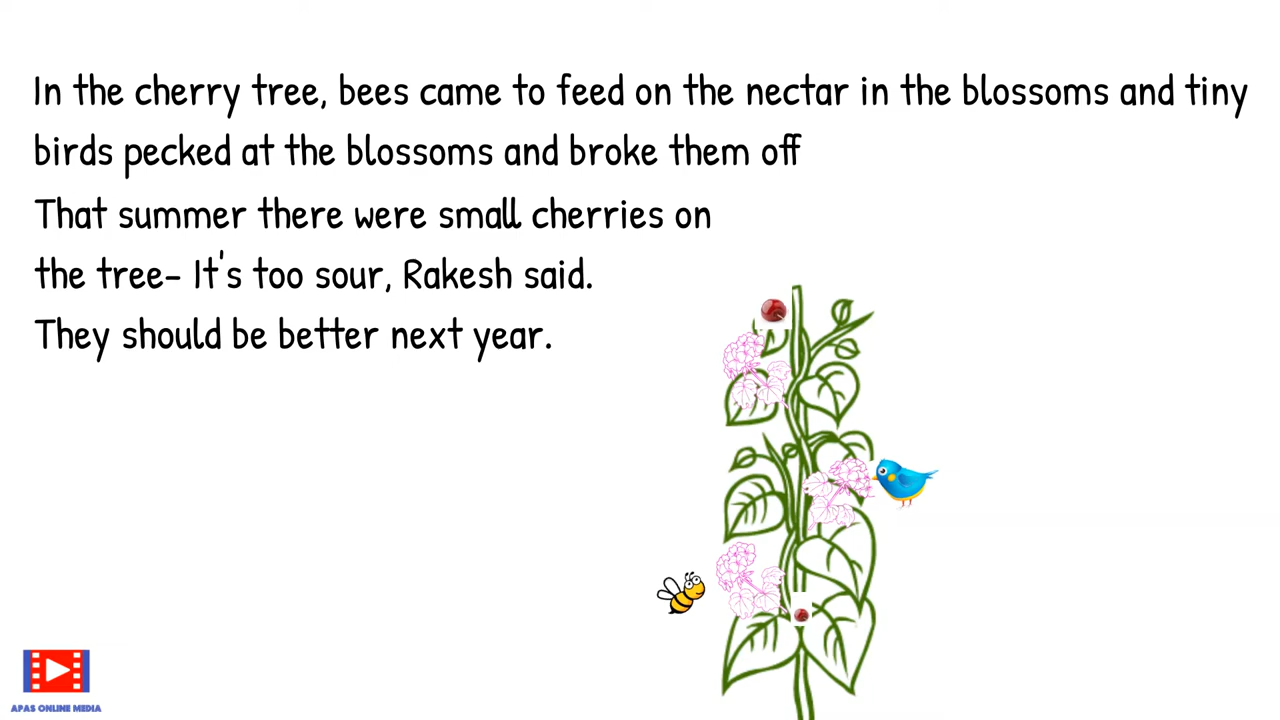 In the cherry tree, bees came to feed on the nectar in the blossoms and tiny
birds pecked at the blossoms and broke them off
That summer there were small cherries on
the tree- It's too sour, Rakesh said.
They should be better next year.
APAS ONLINE MEDIA